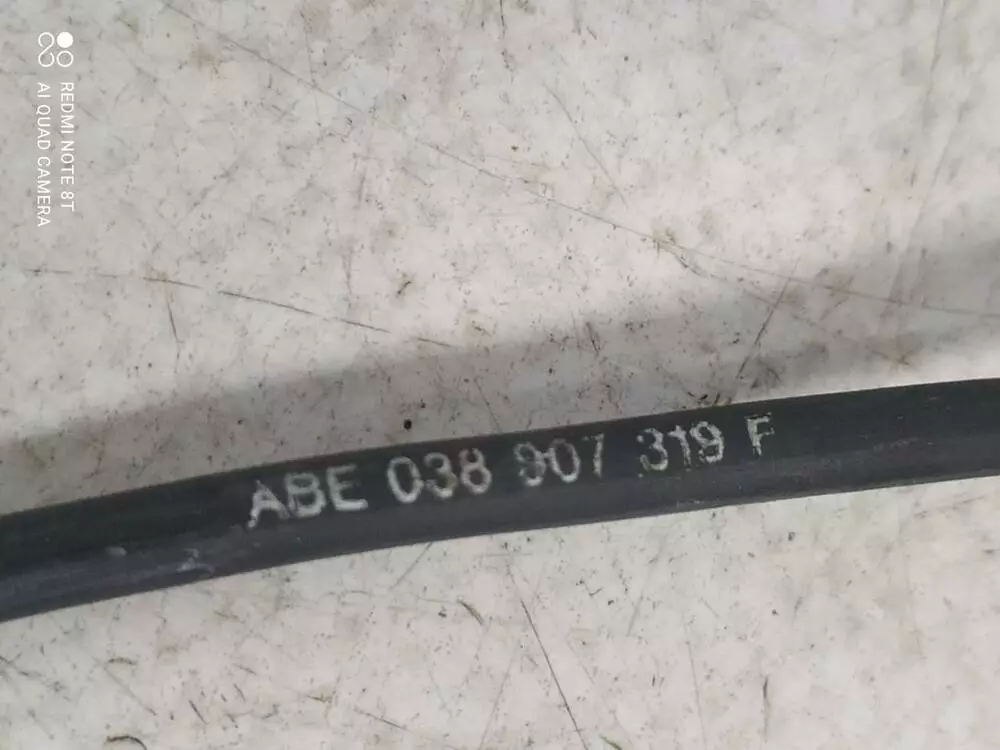 REDMI NOTE 8T
AI QUAD CAMERA
ABE 038 907 319 F